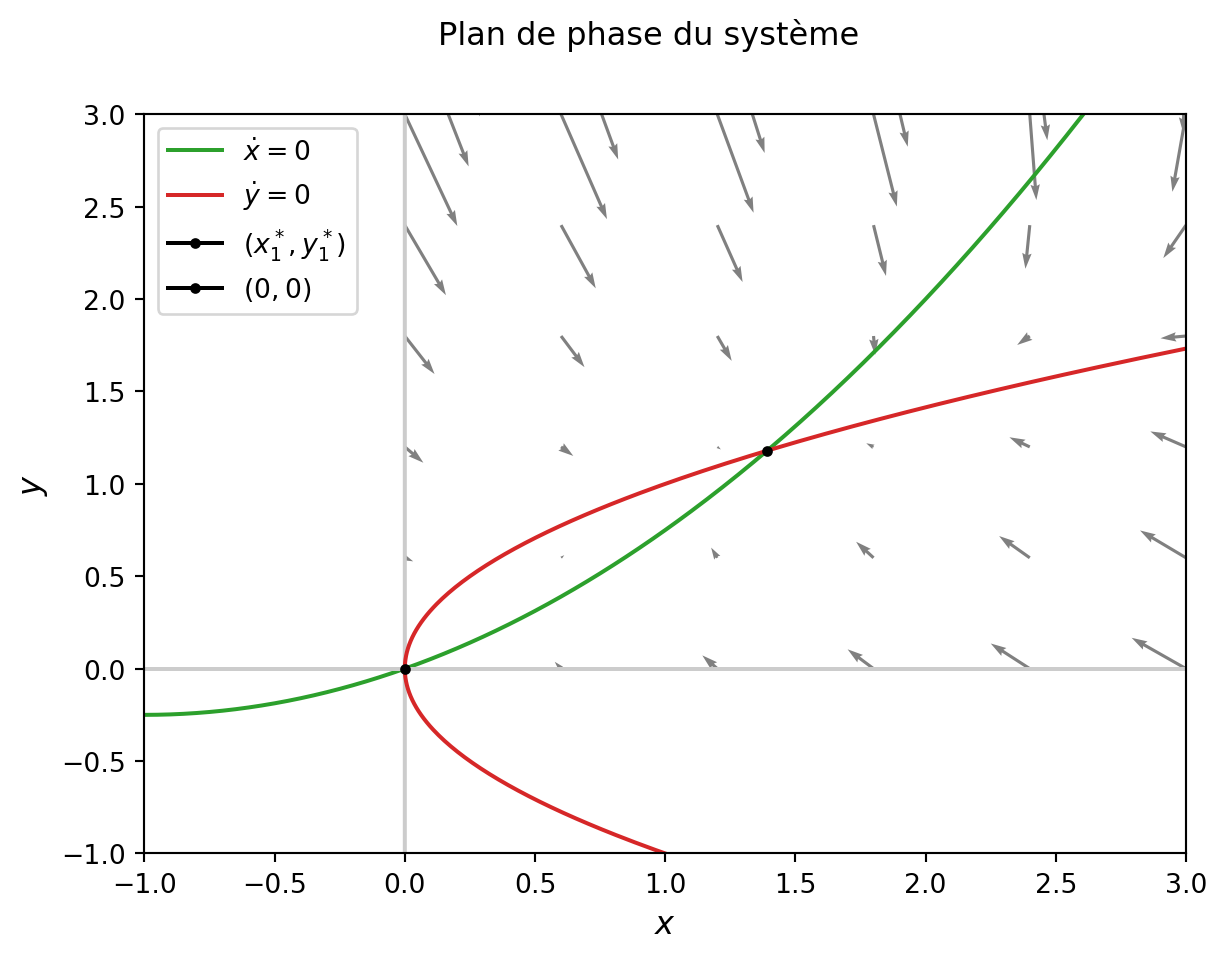 Plan de phase du système
3.0
2.5
2.0
1.5
1.0
0.5
0.0
−0.5
−1.0
y
ẋ = 0
ẏ = 0
(x₁*, y₁*)
(0, 0)
−1.0 −0.5 0.0 0.5 1.0 1.5 2.0 2.5 3.0
x